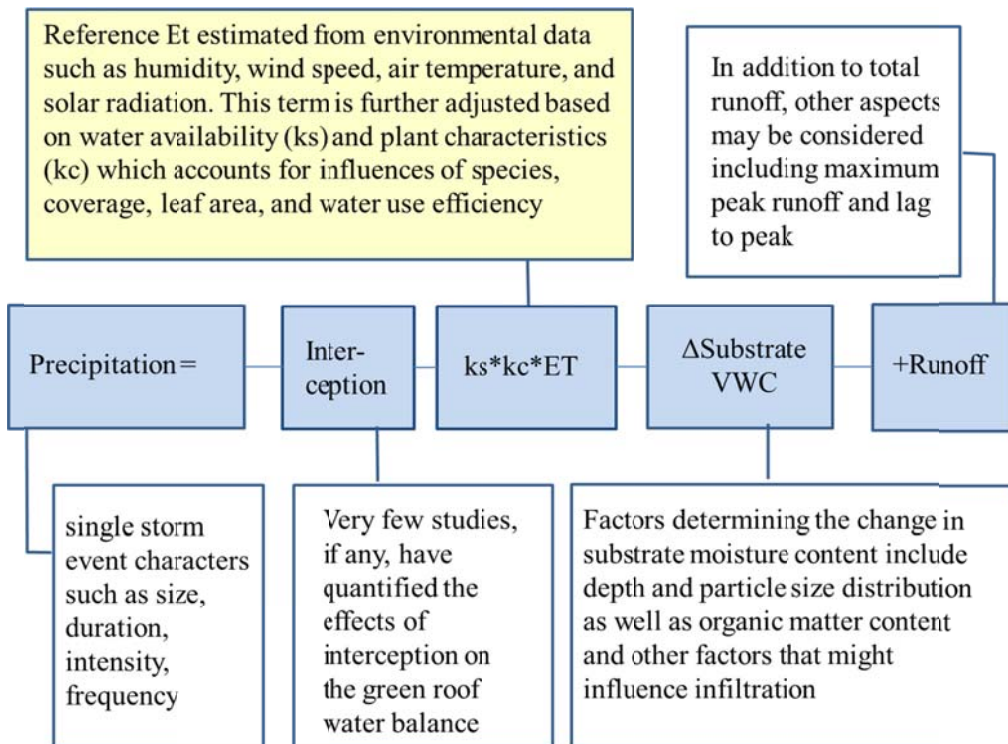 Reference Et estimated from environmental data
such as humidity, wind speed, air temperature, and
solar radiation. This term is further adjusted based
on water availability (ks) and plant characteristics
(kc) which accounts for influences of species,
coverage, leaf area, and water use efficiency
In addition to total
runoff, other aspects
may be considered
including maximum
peak runoff and lag
to peak
Precipitation=
Inter-
ception
ks*kc*ET
ΔSubstrate
VWC
+Runoff
single storm
event characters
such as size,
duration,
intensity,
frequency
Very few studies,
if any, have
quantified the
effects of
interception on
the green roof
water balance
Factors determining the change in
substrate moisture content include
depth and particle size distribution
as well as organic matter content
and other factors that might
influence infiltration